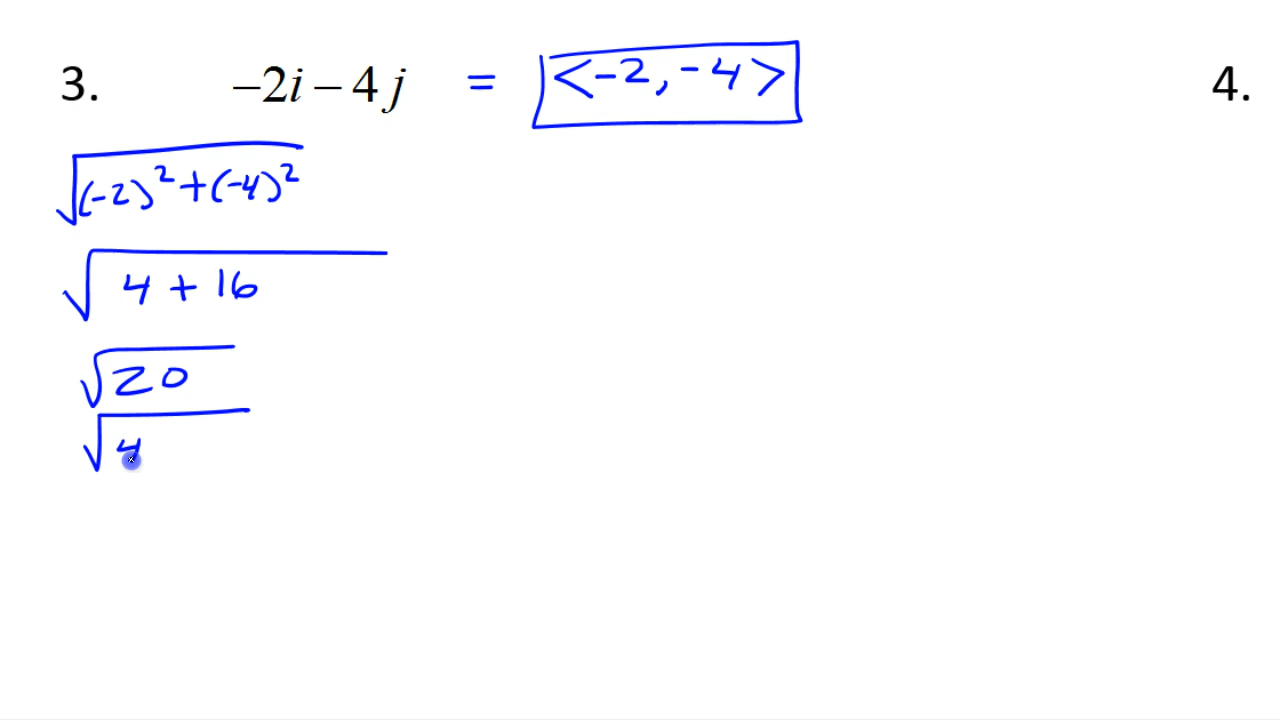 3. −2i − 4j = <-2, -4> 4.
√(-2)² + (-4)²
√4 + 16
√20
√4